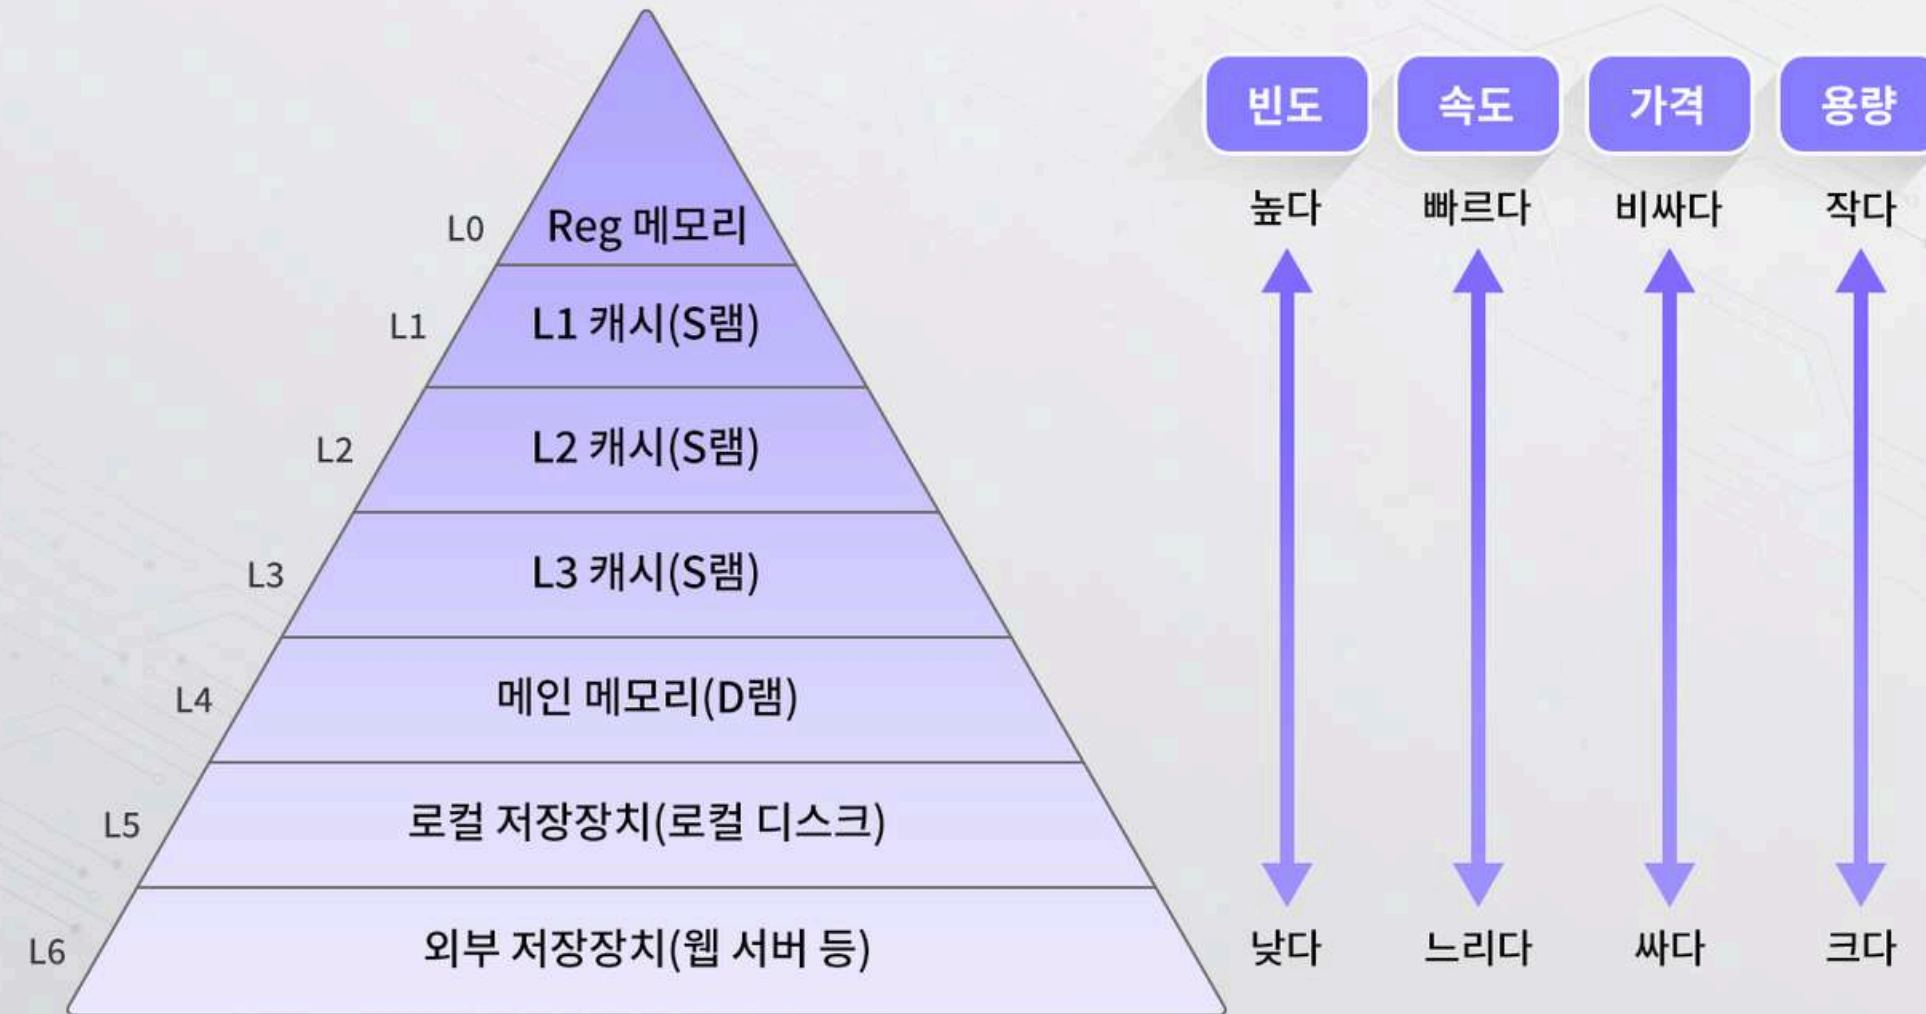 빈도 속도 가격 용량
높다 빠르다 비싸다 작다
L0 Reg 메모리
L1 L1 캐시(S램)
L2 L2 캐시(S램)
L3 L3 캐시(S램)
L4 메인 메모리(D램)
L5 로컬 저장장치(로컬 디스크)
L6 외부 저장장치(웹 서버 등)
낮다 느리다 싸다 크다